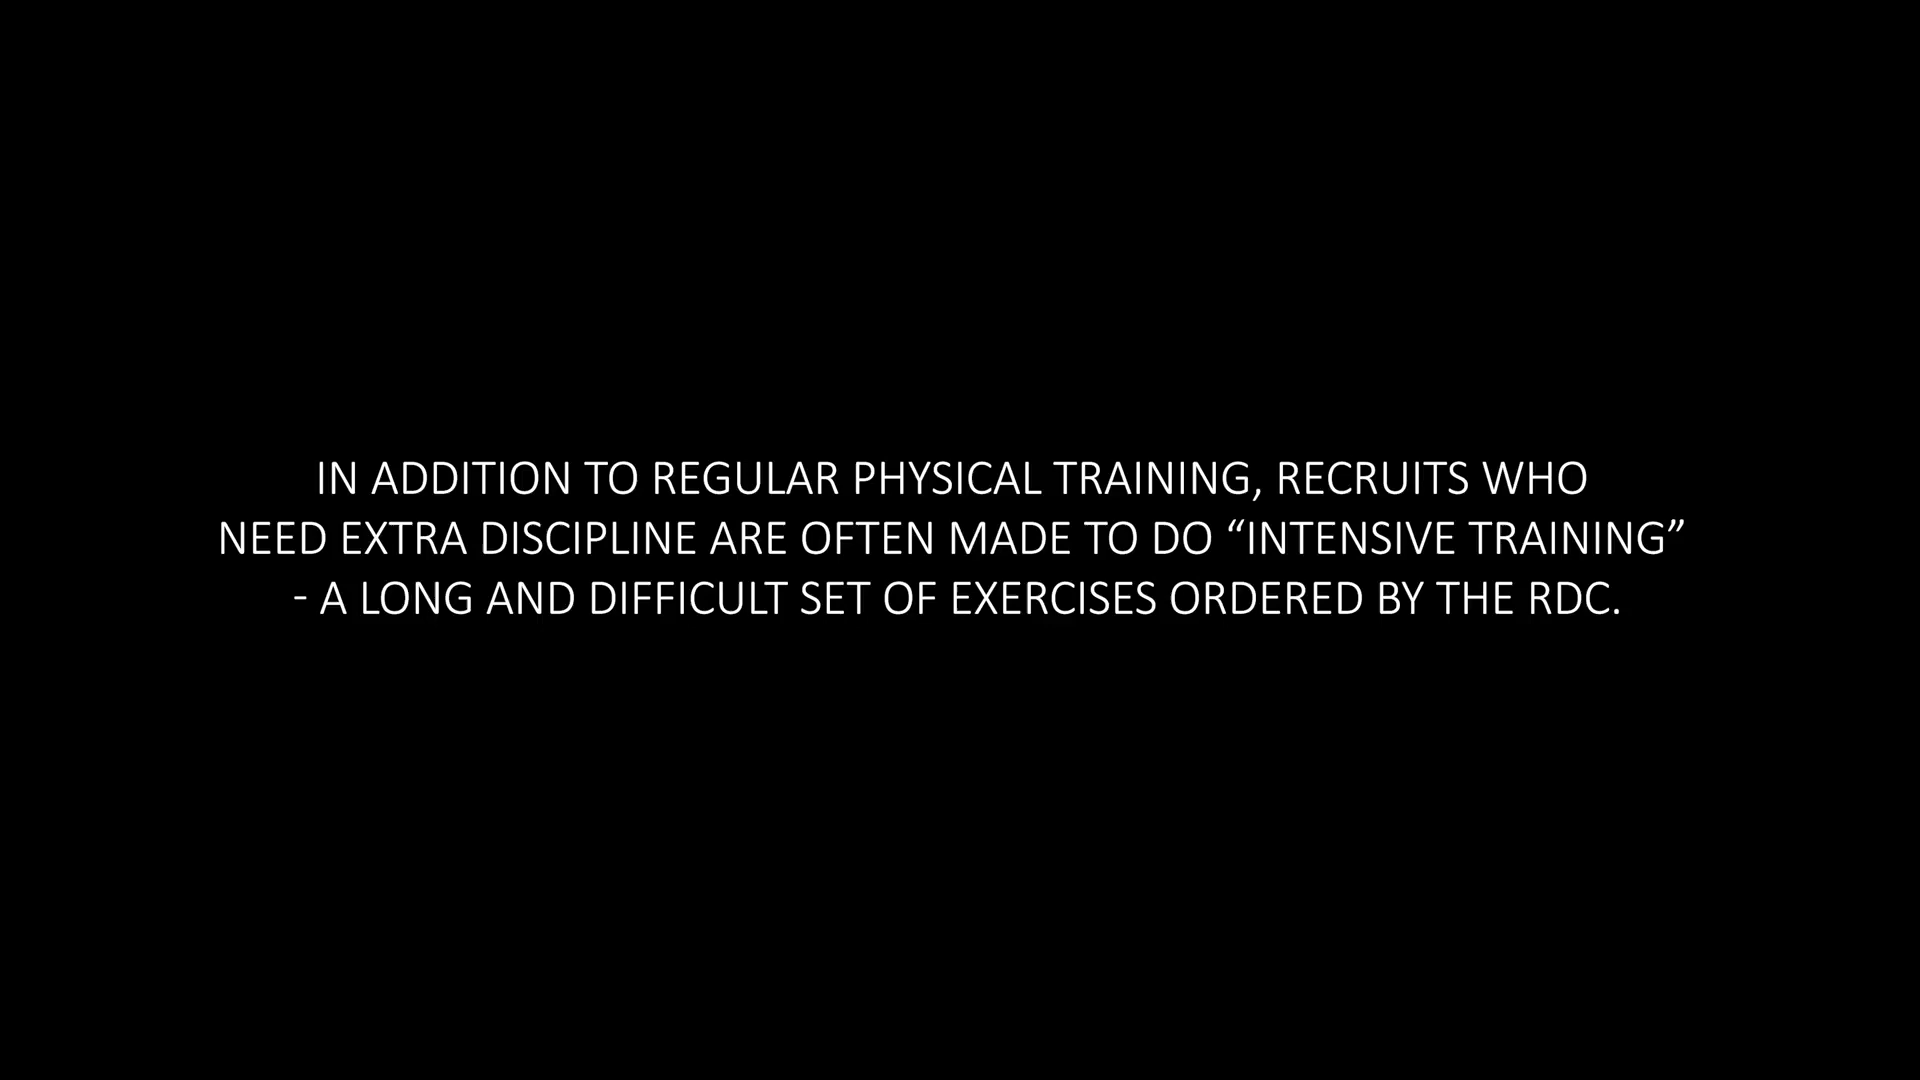 IN ADDITION TO REGULAR PHYSICAL TRAINING, RECRUITS WHO
NEED EXTRA DISCIPLINE ARE OFTEN MADE TO DO “INTENSIVE TRAINING”
- A LONG AND DIFFICULT SET OF EXERCISES ORDERED BY THE RDC.